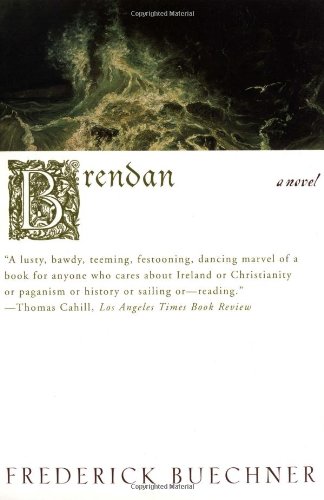 Brendan
a novel
“A lusty, bawdy, teeming, festooning, dancing marvel of a
book for anyone who cares about Ireland or Christianity
or paganism or history or sailing or—reading.”
—Thomas Cahill, Los Angeles Times Book Review
FREDERICK BUECHNER